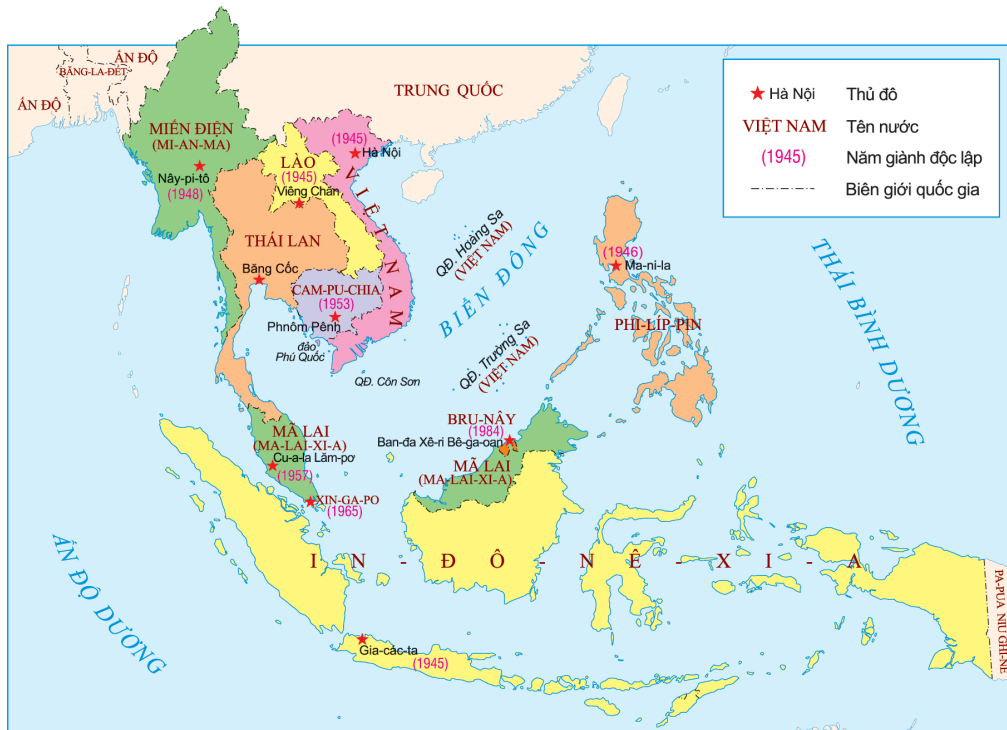 ẤN ĐỘ
BĂNG-LA-ĐÉT
ẤN ĐỘ
TRUNG QUỐC
MIẾN ĐIỆN
(MI-AN-MA)
Nây-pi-tô
(1948)
LÀO
(1945)
Viêng Chăn
(1945)
Hà Nội
VIỆT NAM
THÁI LAN
Băng Cốc
CAM-PU-CHIA
(1953)
Phnôm Pênh
đảo
Phú Quốc
QĐ. Côn Sơn
QĐ. Hoàng Sa
(VIỆT NAM)
BIỂN ĐÔNG
QĐ. Trường Sa
(VIỆT NAM)
(1946)
Ma-ni-la
PHI-LÍP-PIN
THÁI BÌNH DƯƠNG
Hà Nội Thủ đô
VIỆT NAM Tên nước
(1945) Năm giành độc lập
Biên giới quốc gia
MÃ LAI
(MA-LAI-XI-A)
Cu-a-la Lăm-pơ
(1957)
XIN-GA-PO
(1965)
BRU-NÂY
(1984)
Ban-đa Xê-ri Bê-ga-oan
MÃ LAI
(MA-LAI-XI-A)
IN-ĐÔ-NÊ-XI-A
Gia-các-ta
(1945)
ẤN ĐỘ DƯƠNG
PA-PUA NIU GHI-NÊ